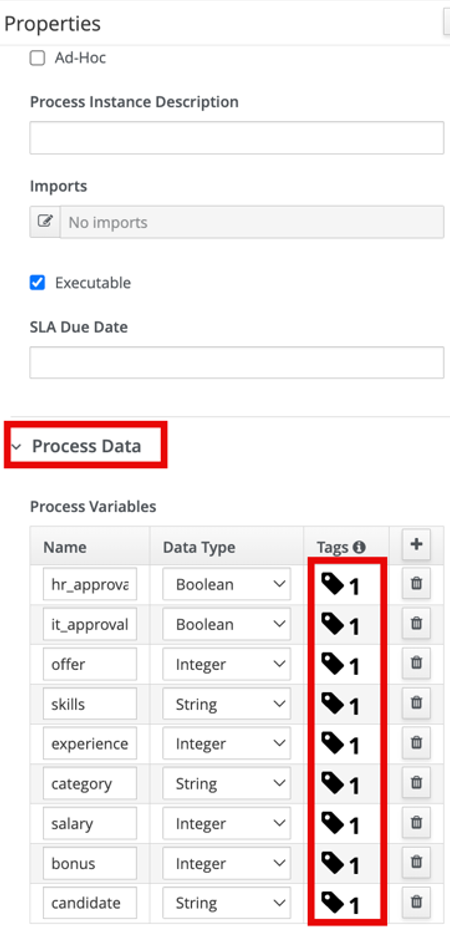 Properties
Ad-Hoc
Process Instance Description
Imports
No imports
Executable
SLA Due Date
Process Data
Process Variables
Name Data Type Tags
hr_approva Boolean 1
it_approval Boolean 1
offer Integer 1
skills String 1
experience Integer 1
category String 1
salary Integer 1
bonus Integer 1
candidate String 1